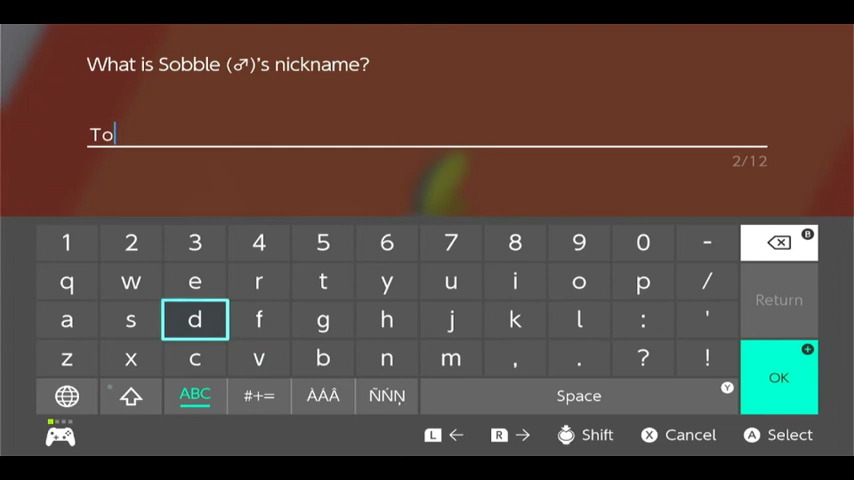 What is Sobble (♂)'s nickname?
To
2/12
1 2 3 4 5 6 7 8 9 0 -
q w e r t y u i o p /
Return
a s d f g h j k l : '
z x c v b n m , . ? !
OK
ABC #+= ÀÁÂ ÑŃŅ Space
L ← R → Shift X Cancel A Select